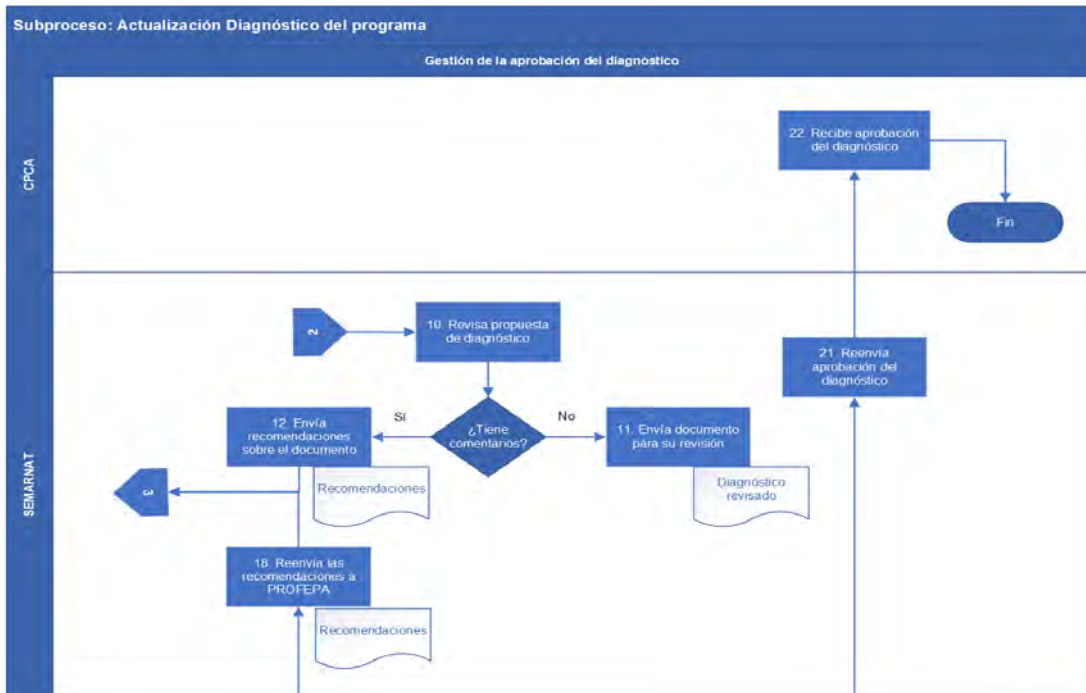 Subproceso: Actualización Diagnóstico del programa
Gestión de la aprobación del diagnóstico
CPCA
22. Recibe aprobación
del diagnóstico
Fin
SEMARNAT
2
10. Revisa propuesta
de diagnóstico
21. Reenvía
aprobación del
diagnóstico
12. Envía
recomendaciones
sobre el documento
Sí
¿Tiene
comentarios?
No
11. Envía documento
para su revisión
Recomendaciones
Diagnóstico
revisado
3
18. Reenvía las
recomendaciones a
PROFEPA
Recomendaciones